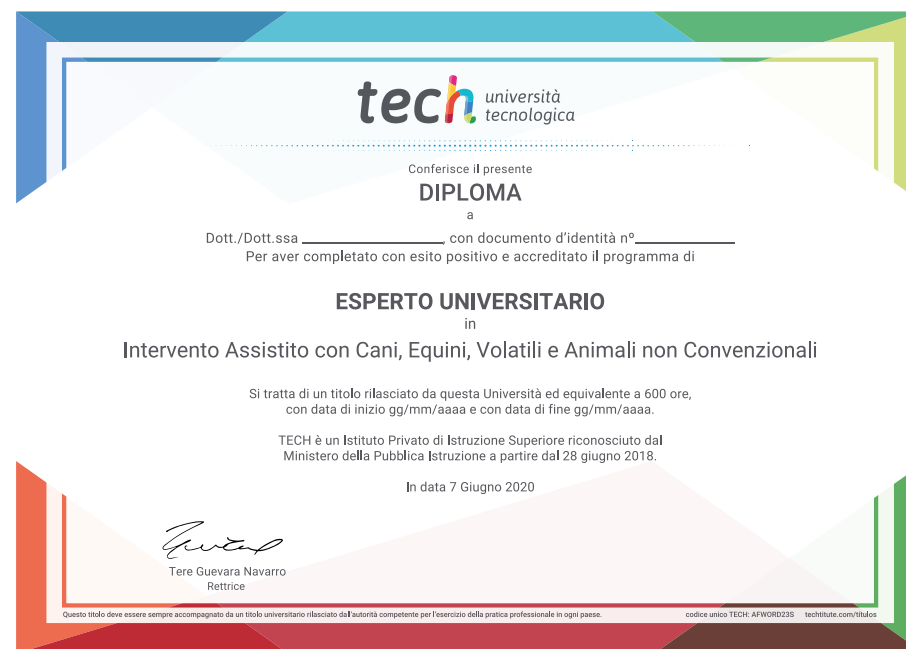 tech università
tecnologica
Conferisce il presente
DIPLOMA
a
Dott./Dott.ssa ________________, con documento d'identità nº____________
Per aver completato con esito positivo e accreditato il programma di
ESPERTO UNIVERSITARIO
in
Intervento Assistito con Cani, Equini, Volatili e Animali non Convenzionali
Si tratta di un titolo rilasciato da questa Università ed equivalente a 600 ore,
con data di inizio gg/mm/aaaa e con data di fine gg/mm/aaaa.
TECH è un Istituto Privato di Istruzione Superiore riconosciuto dal
Ministero della Pubblica Istruzione a partire dal 28 giugno 2018.
In data 7 Giugno 2020
Tere Guevara Navarro
Rettrice
Questo titolo deve essere sempre accompagnato da un titolo universitario rilasciato dall'autorità competente per l'esercizio della pratica professionale in ogni paese. codice unico TECH: AFWORD23S techtitute.com/titulos